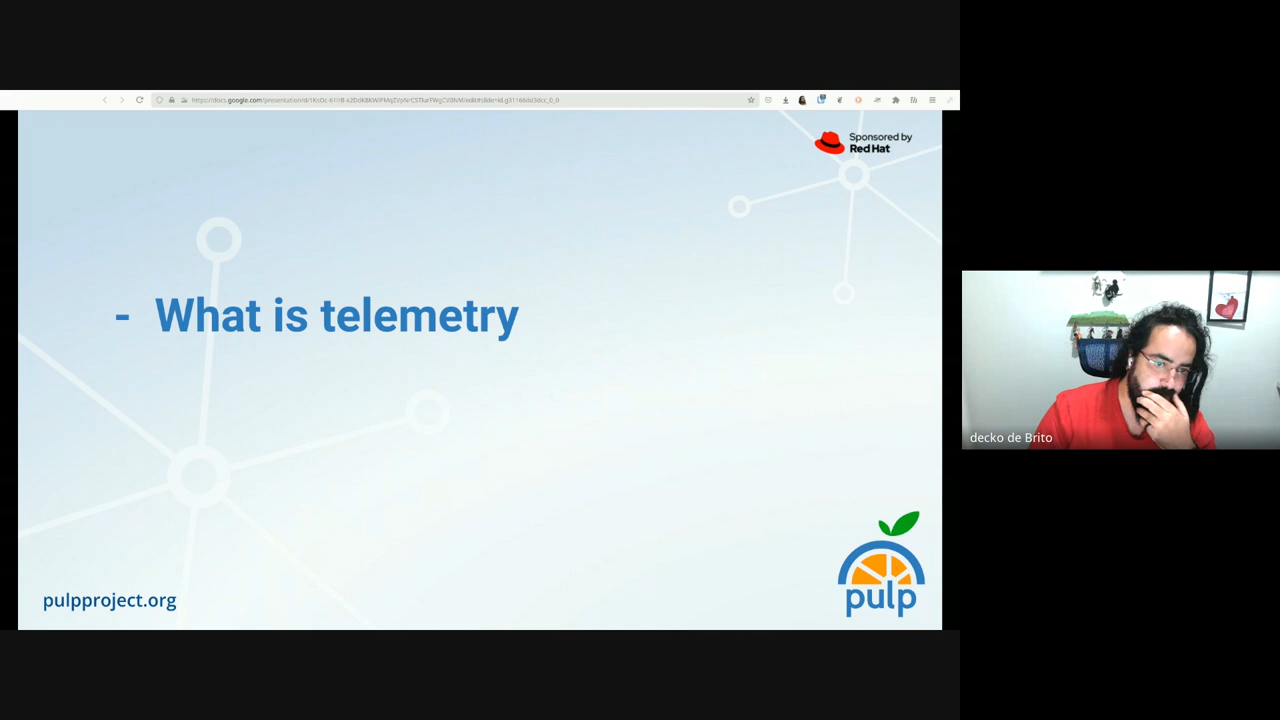 Sponsored by
Red Hat
- What is telemetry
decko de Brito
pulp
pulpproject.org